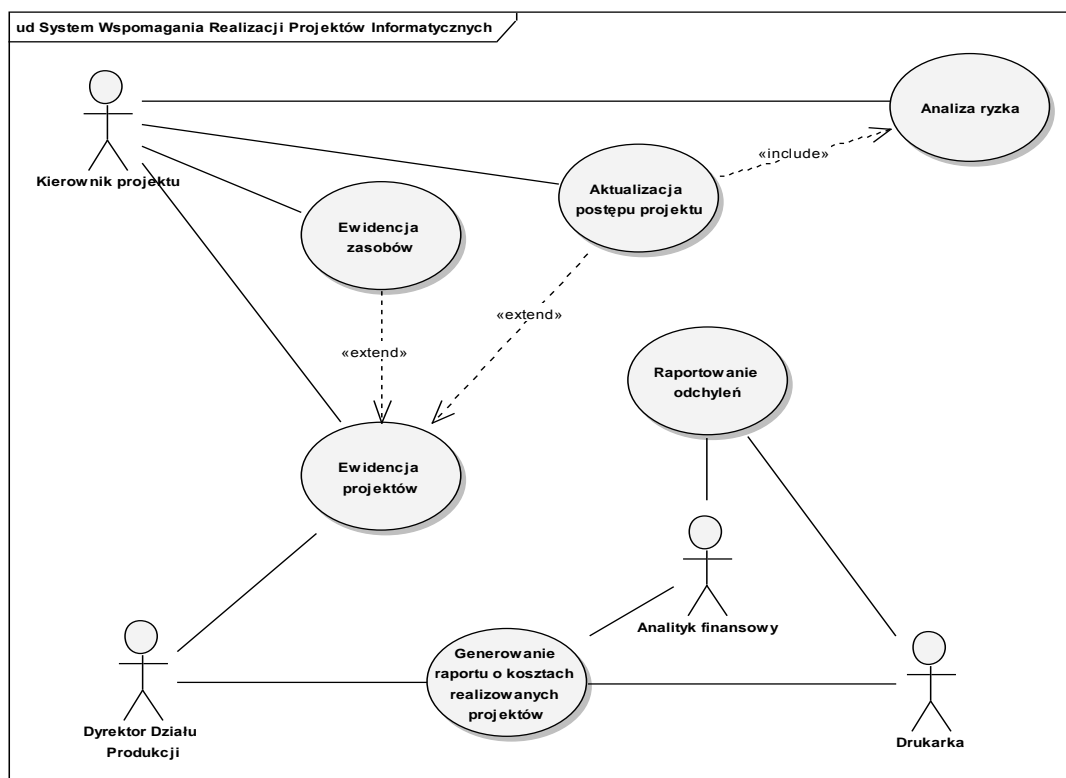 ud System Wspomagania Realizacji Projektów Informatycznych
Kierownik projektu
Analiza ryzka
«include»
Aktualizacja
postępu projektu
Ewidencja
zasobów
«extend»
«extend»
Raportowanie
odchyleń
Ewidencja
projektów
Analityk finansowy
Generowanie
raportu o kosztach
realizowanych
projektów
Dyrektor Działu
Produkcji
Drukarka